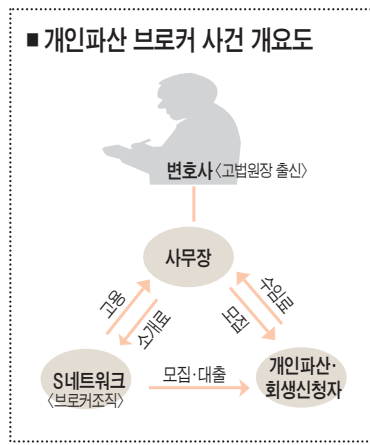 ■ 개인파산 브로커 사건 개요도
변호사〈고법원장 출신〉
사무장
고용
소개료
모집
수임료
S네트워크
〈브로커조직〉
모집·대출
개인파산·
회생신청자